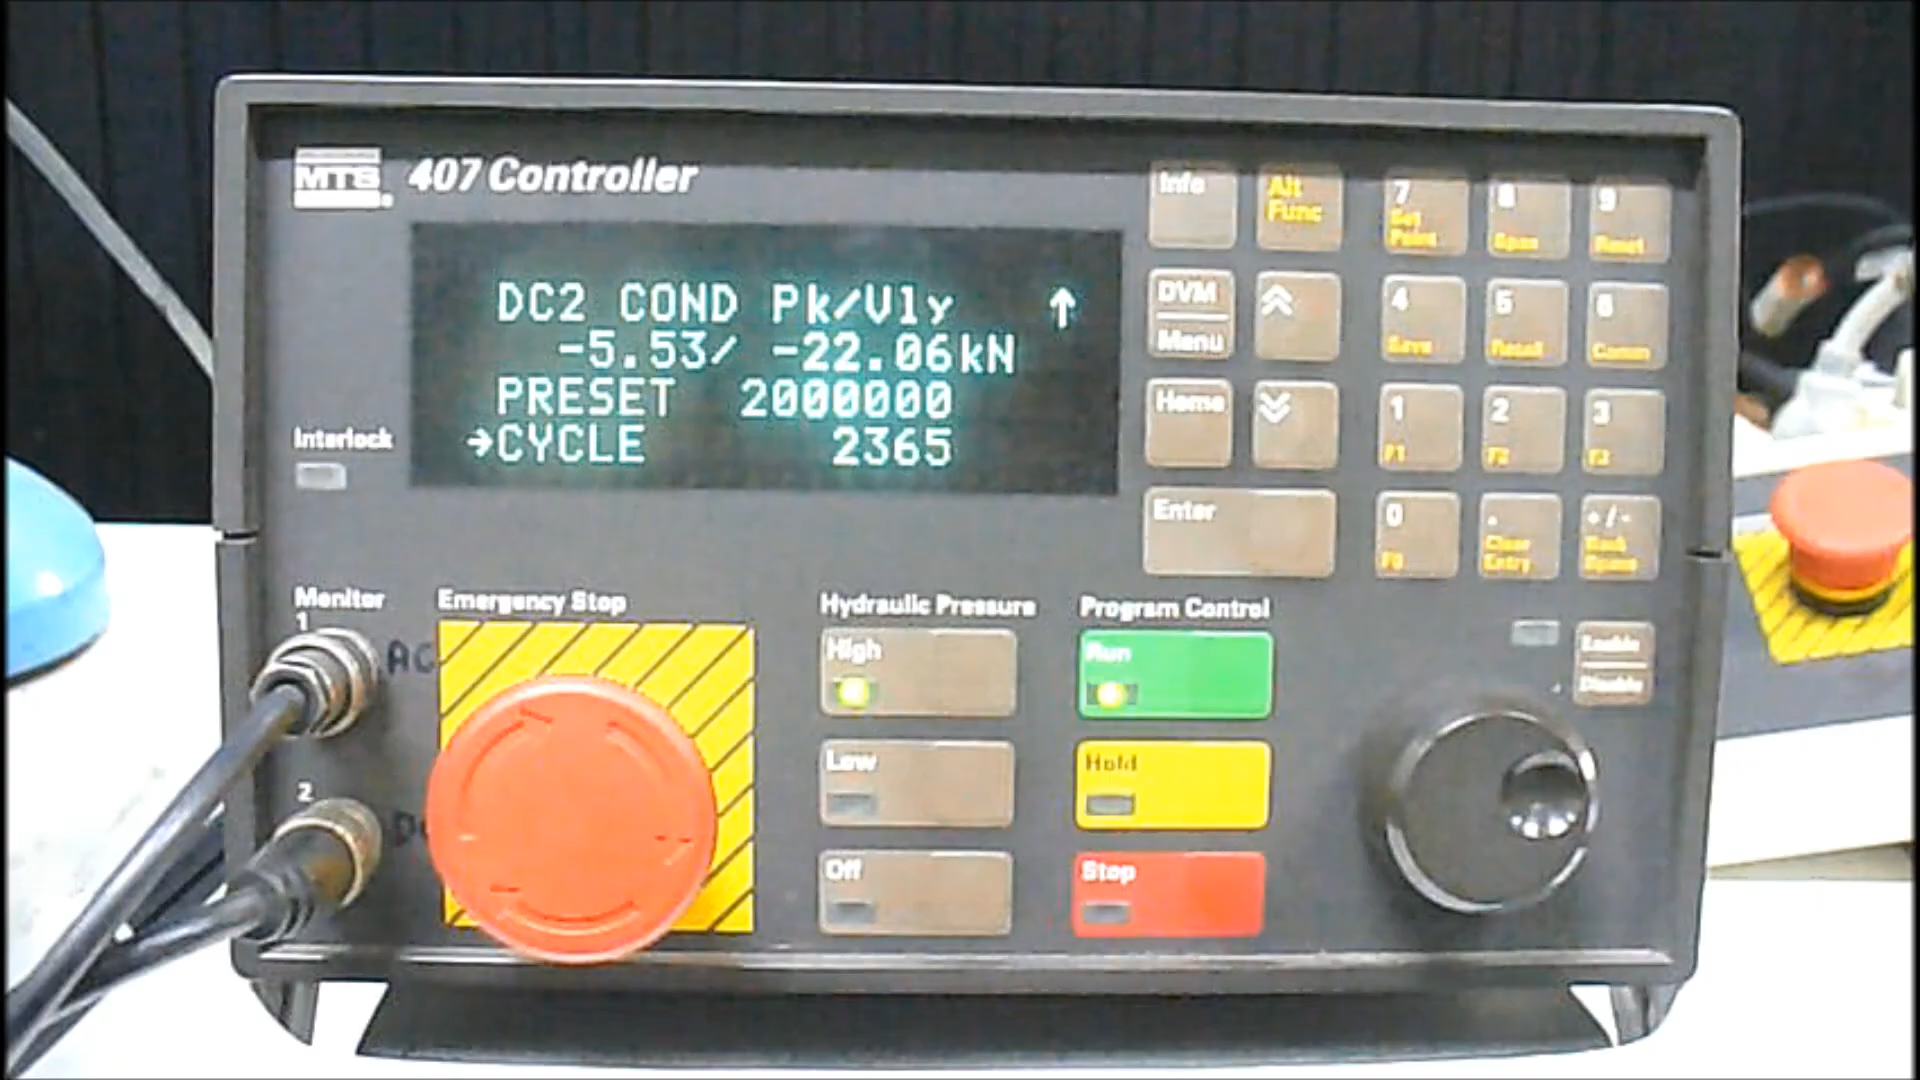 MTS 407 Controller
DC2 COND Pk/Vly ↑
-5.53/ -22.06kN
PRESET 2000000
→CYCLE 2365
Interlock
Info
Alt Func
7 Set Point
8 Span
9 Reset
DVM
Menu
4 Save
5 Recall
6 Comm
Home
1 F1
2 F2
3 F3
Enter
0 F0
. Clear Entry
+/- Back Space
Monitor
1
AC
2
Emergency Stop
Hydraulic Pressure
High
Low
Off
Program Control
Run
Hold
Stop
Enable
Disable